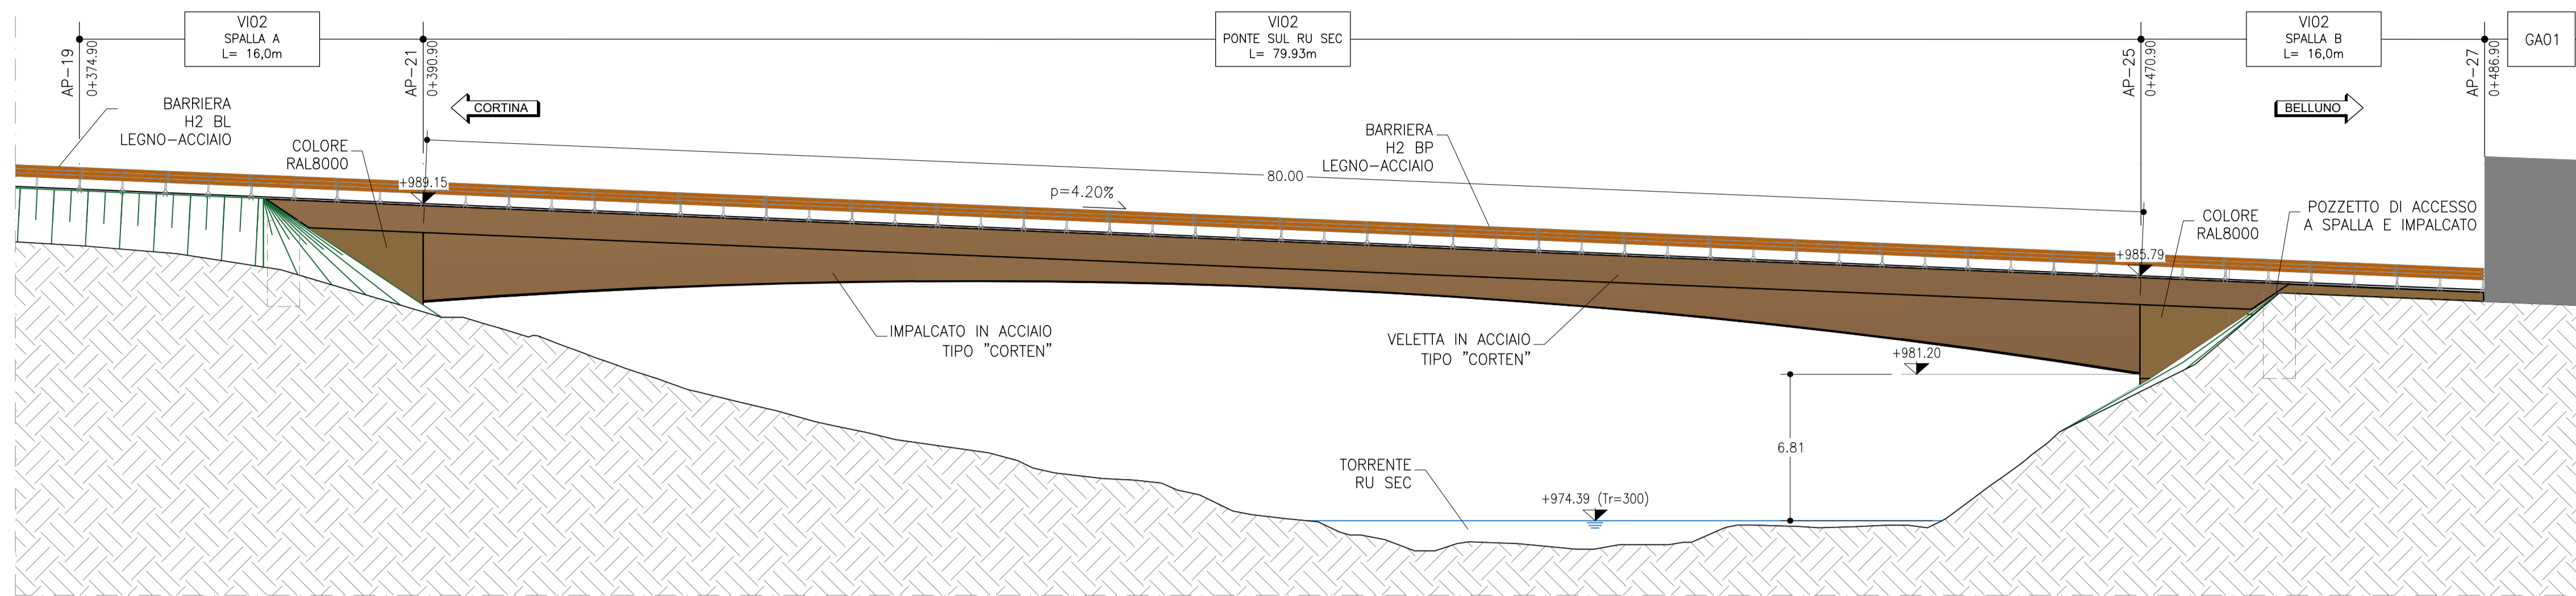 VI02
SPALLA A
L= 16,0m
VI02
PONTE SUL RU SEC
L= 79.93m
VI02
SPALLA B
L= 16,0m
GA01
AP-19
0+374.90
AP-21
0+390.90
AP-25
0+470.90
AP-27
0+486.90
CORTINA
BELLUNO
BARRIERA
H2 BL
LEGNO-ACCIAIO
COLORE
RAL8000
+989.15
p=4.20%
80.00
BARRIERA
H2 BP
LEGNO-ACCIAIO
+985.79
COLORE
RAL8000
POZZETTO DI ACCESSO
A SPALLA E IMPALCATO
IMPALCATO IN ACCIAIO
TIPO "CORTEN"
VELETTA IN ACCIAIO
TIPO "CORTEN"
+981.20
6.81
TORRENTE
RU SEC
+974.39 (Tr=300)